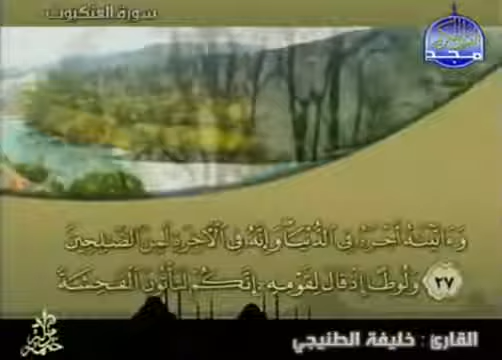 سورة العنكبوت
مجد
وَءَاتَيْنَٰهُ أَجْرَهُۥ فِى ٱلدُّنْيَا وَإِنَّهُۥ فِى ٱلْءَاخِرَةِ لَمِنَ ٱلصَّٰلِحِينَ
٢٧ وَلُوطًا إِذْ قَالَ لِقَوْمِهِۦٓ إِنَّكُمْ لَتَأْتُونَ ٱلْفَٰحِشَةَ
القارئ : خليفة الطنيجي